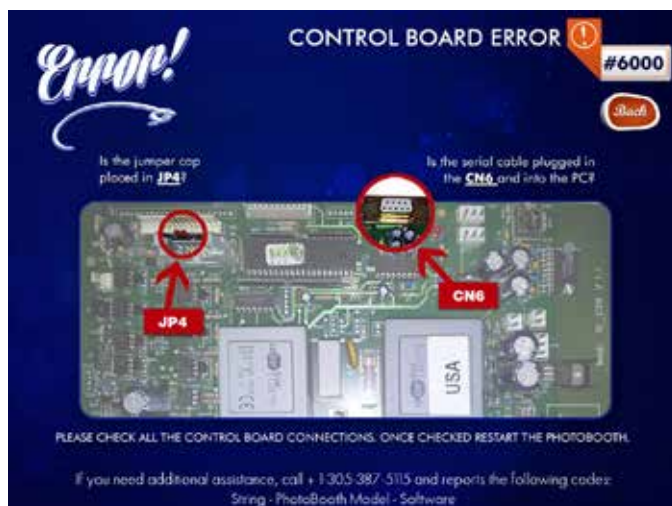 Error!
CONTROL BOARD ERROR
#6000
Back
Is the jumper cap
placed in JP4?
Is the serial cable plugged in
the CN6 and into the PC?
JP4
CN6
USA
PLEASE CHECK ALL THE CONTROL BOARD CONNECTIONS. ONCE CHECKED RESTART THE PHOTOBOOTH.
If you need additional assistance, call + 1-305-387-5115 and reports the following codes:
String - PhotoBooth Model - Software